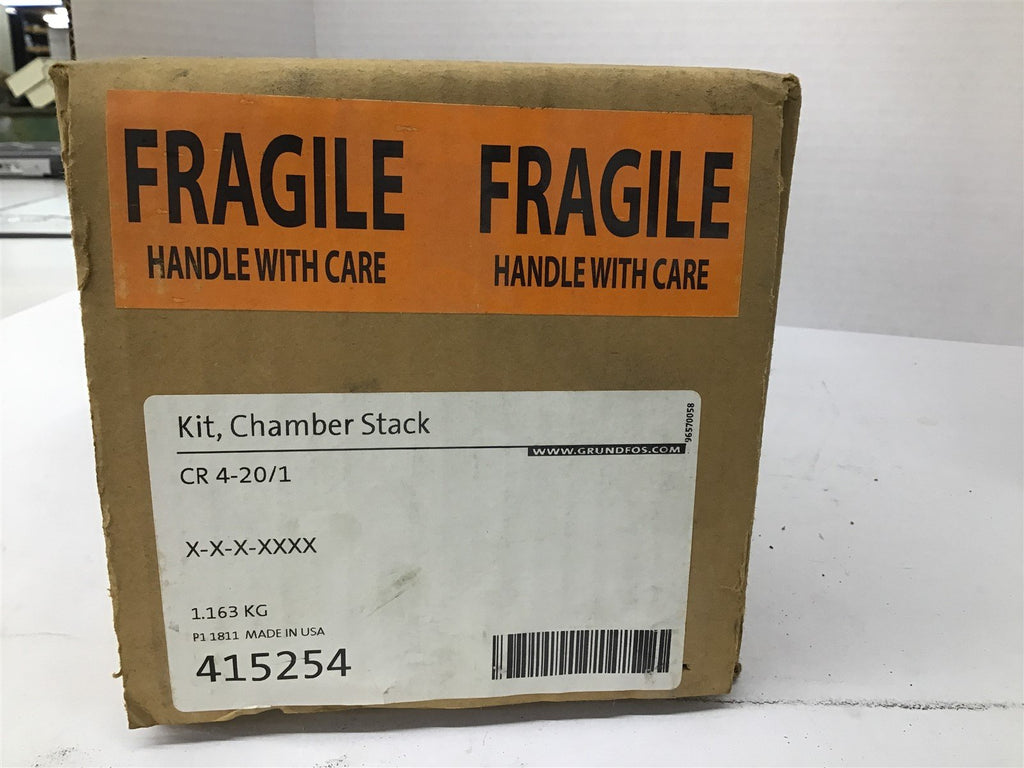 FRAGILE FRAGILE
HANDLE WITH CARE HANDLE WITH CARE
Kit, Chamber Stack
96570058
WWW.GRUNDFOS.COM
CR 4-20/1
X-X-X-XXXX
1.163 KG
P1 1811 MADE IN USA
415254